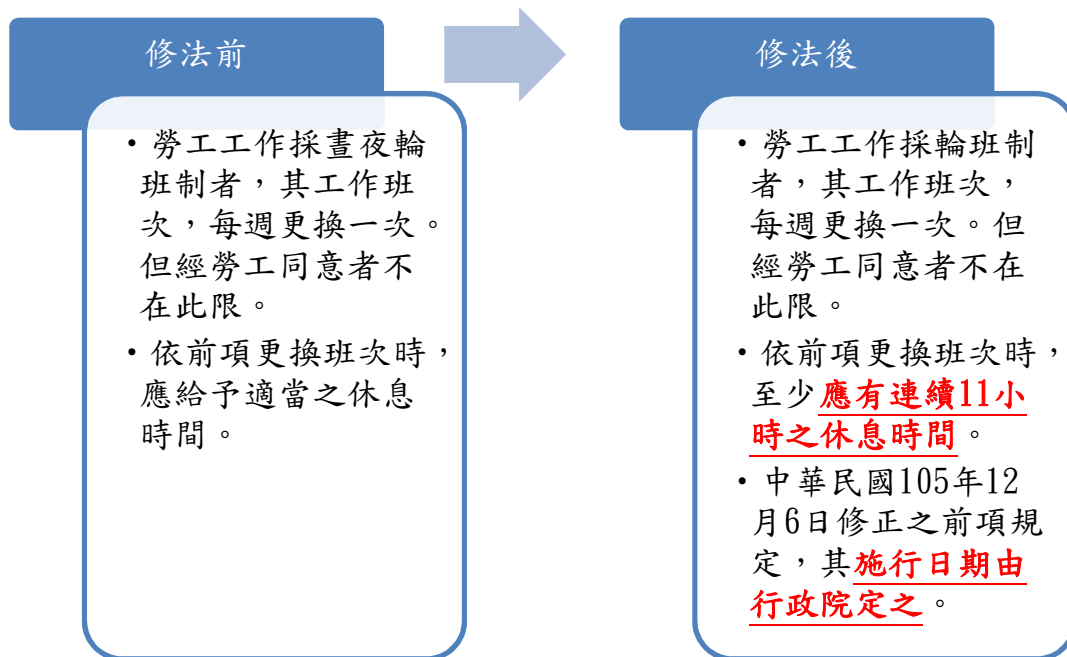 修法前
• 勞工工作採晝夜輪
班制者，其工作班
次，每週更換一次。
但經勞工同意者不
在此限。
• 依前項更換班次時，
應給予適當之休息
時間。
修法後
• 勞工工作採輪班制
者，其工作班次，
每週更換一次。但
經勞工同意者不在
此限。
• 依前項更換班次時，
至少應有連續11小
時之休息時間。
• 中華民國105年12
月6日修正之前項規
定，其施行日期由
行政院定之。